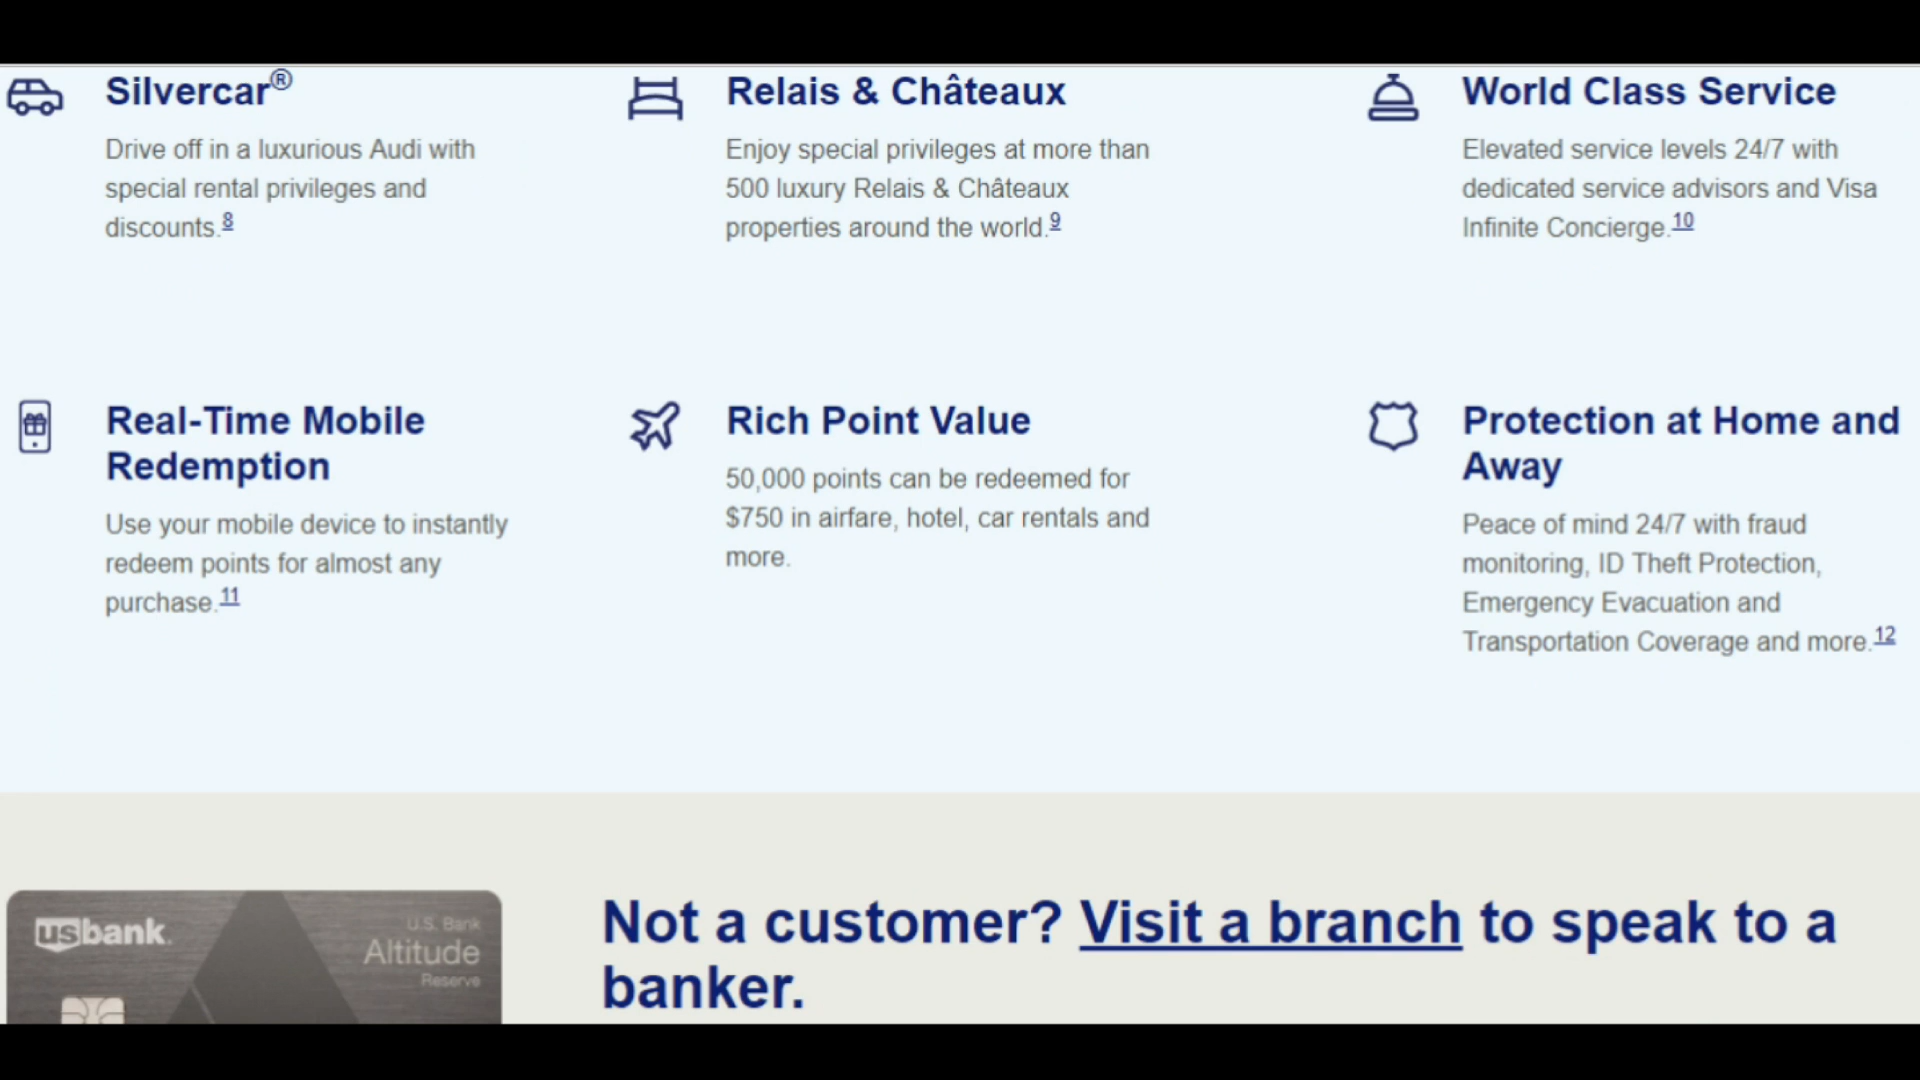 Silvercar®
Drive off in a luxurious Audi with
special rental privileges and
discounts.8
Relais & Châteaux
Enjoy special privileges at more than
500 luxury Relais & Châteaux
properties around the world.9
World Class Service
Elevated service levels 24/7 with
dedicated service advisors and Visa
Infinite Concierge.10
Real-Time Mobile
Redemption
Use your mobile device to instantly
redeem points for almost any
purchase.11
Rich Point Value
50,000 points can be redeemed for
$750 in airfare, hotel, car rentals and
more.
Protection at Home and
Away
Peace of mind 24/7 with fraud
monitoring, ID Theft Protection,
Emergency Evacuation and
Transportation Coverage and more.12
usbank.
U.S. Bank
Altitude
Reserve
Not a customer? Visit a branch to speak to a
banker.